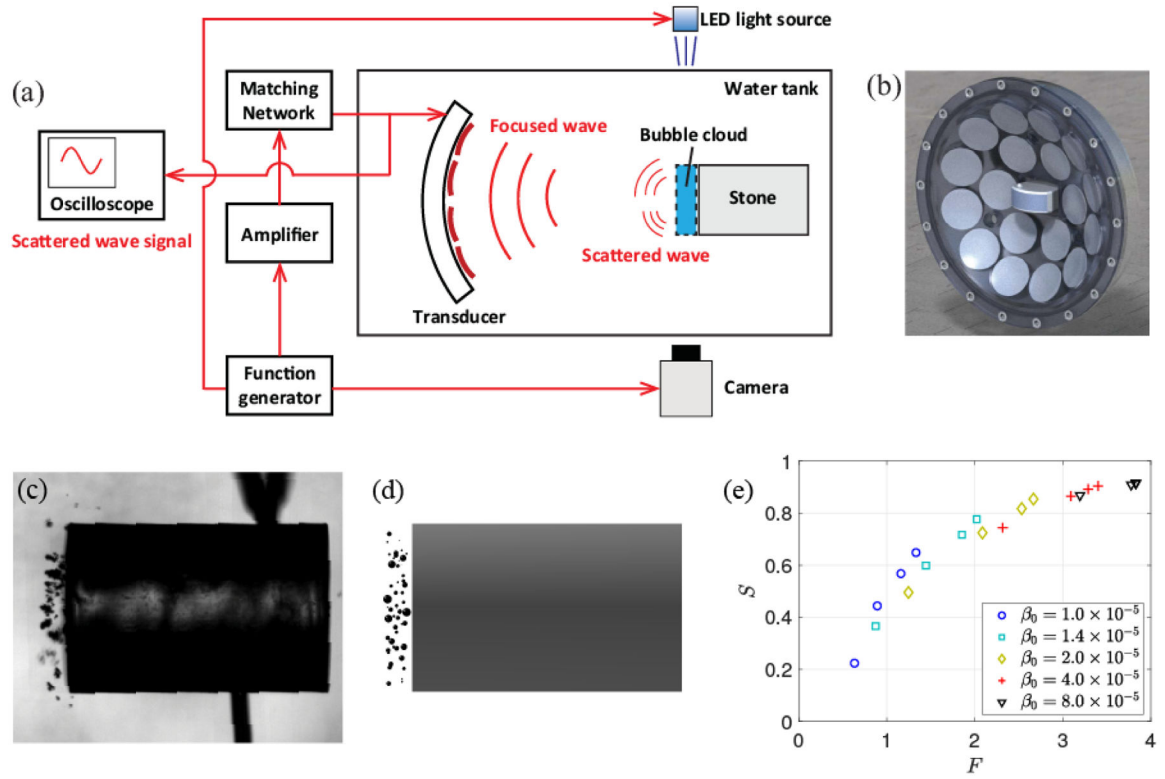 (a)
LED light source
Matching
Network
Water tank
(b)
Focused wave
Bubble cloud
Oscilloscope
Stone
Scattered wave signal
Amplifier
Scattered wave
Transducer
Function
generator
Camera
(c)
(d)
(e)
1
0.8
0.6
0.4
0.2
0
S
β₀ = 1.0 × 10⁻⁵
β₀ = 1.4 × 10⁻⁵
β₀ = 2.0 × 10⁻⁵
β₀ = 4.0 × 10⁻⁵
β₀ = 8.0 × 10⁻⁵
0 1 2 3 4
F